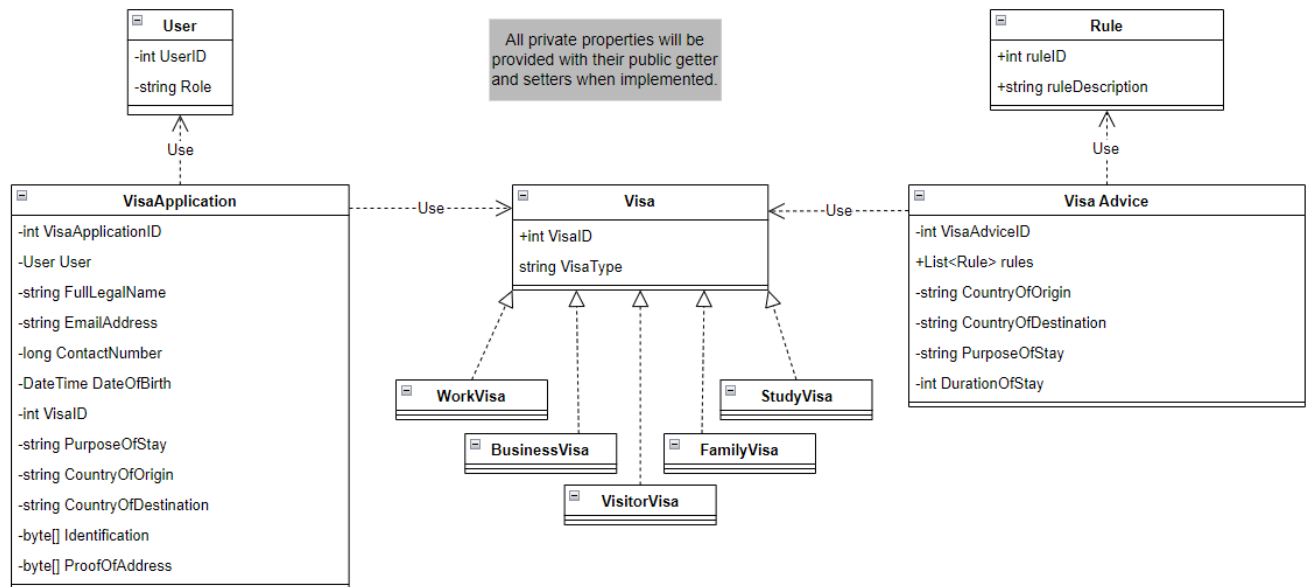 User
-int UserID
-string Role
All private properties will be
provided with their public getter
and setters when implemented.
Rule
+int ruleID
+string ruleDescription
Use
Use
VisaApplication
-int VisaApplicationID
-User User
-string FullLegalName
-string EmailAddress
-long ContactNumber
-DateTime DateOfBirth
-int VisaID
-string PurposeOfStay
-string CountryOfOrigin
-string CountryOfDestination
-byte[] Identification
-byte[] ProofOfAddress
Use
Visa
+int VisaID
string VisaType
Use
Visa Advice
-int VisaAdviceID
+List<Rule> rules
-string CountryOfOrigin
-string CountryOfDestination
-string PurposeOfStay
-int DurationOfStay
WorkVisa
StudyVisa
BusinessVisa
FamilyVisa
VisitorVisa